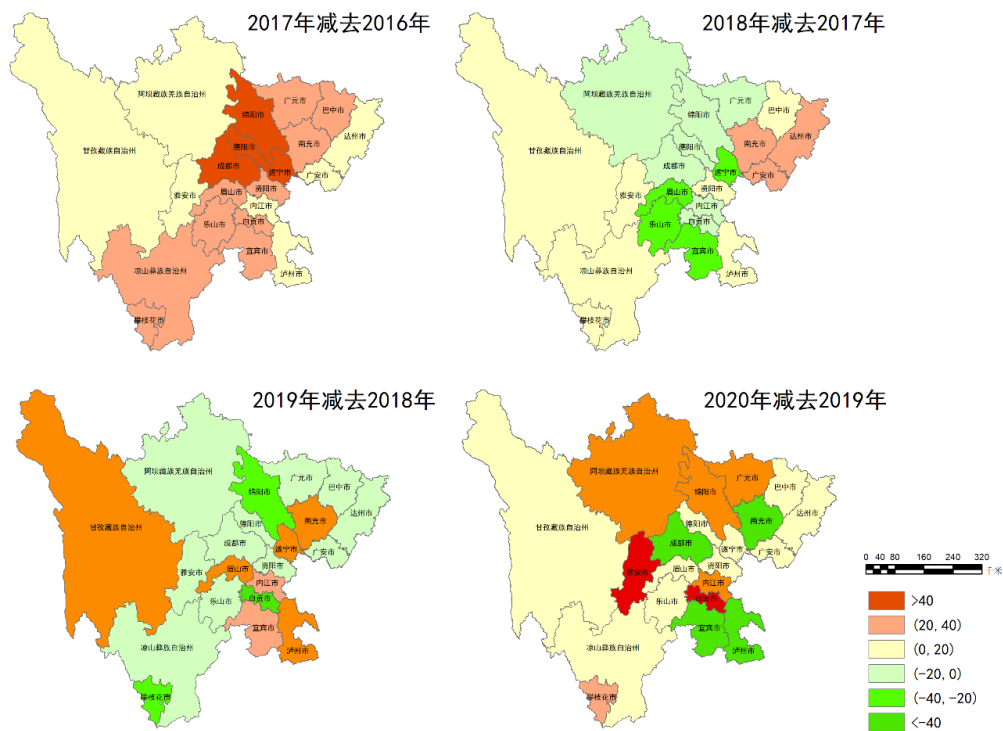 2017年减去2016年
阿坝藏族羌族自治州
绵阳市
广元市
巴中市
甘孜藏族自治州
德阳市
南充市
达州市
成都市
遂宁市
广安市
雅安市
眉山市
资阳市
内江市
乐山市
自贡市
宜宾市
凉山彝族自治州
泸州市
攀枝花市
2018年减去2017年
阿坝藏族羌族自治州
绵阳市
广元市
巴中市
甘孜藏族自治州
德阳市
南充市
达州市
成都市
遂宁市
广安市
雅安市
眉山市
资阳市
内江市
乐山市
自贡市
宜宾市
凉山彝族自治州
泸州市
攀枝花市
2019年减去2018年
阿坝藏族羌族自治州
绵阳市
广元市
巴中市
甘孜藏族自治州
德阳市
南充市
达州市
成都市
遂宁市
广安市
雅安市
眉山市
资阳市
内江市
乐山市
自贡市
宜宾市
凉山彝族自治州
泸州市
攀枝花市
2020年减去2019年
阿坝藏族羌族自治州
绵阳市
广元市
巴中市
甘孜藏族自治州
德阳市
南充市
达州市
成都市
遂宁市
广安市
雅安市
眉山市
资阳市
内江市
乐山市
自贡市
宜宾市
凉山彝族自治州
泸州市
攀枝花市
0 40 80 160 240 320
千米
>40
(20, 40)
(0, 20)
(-20, 0)
(-40, -20)
<-40